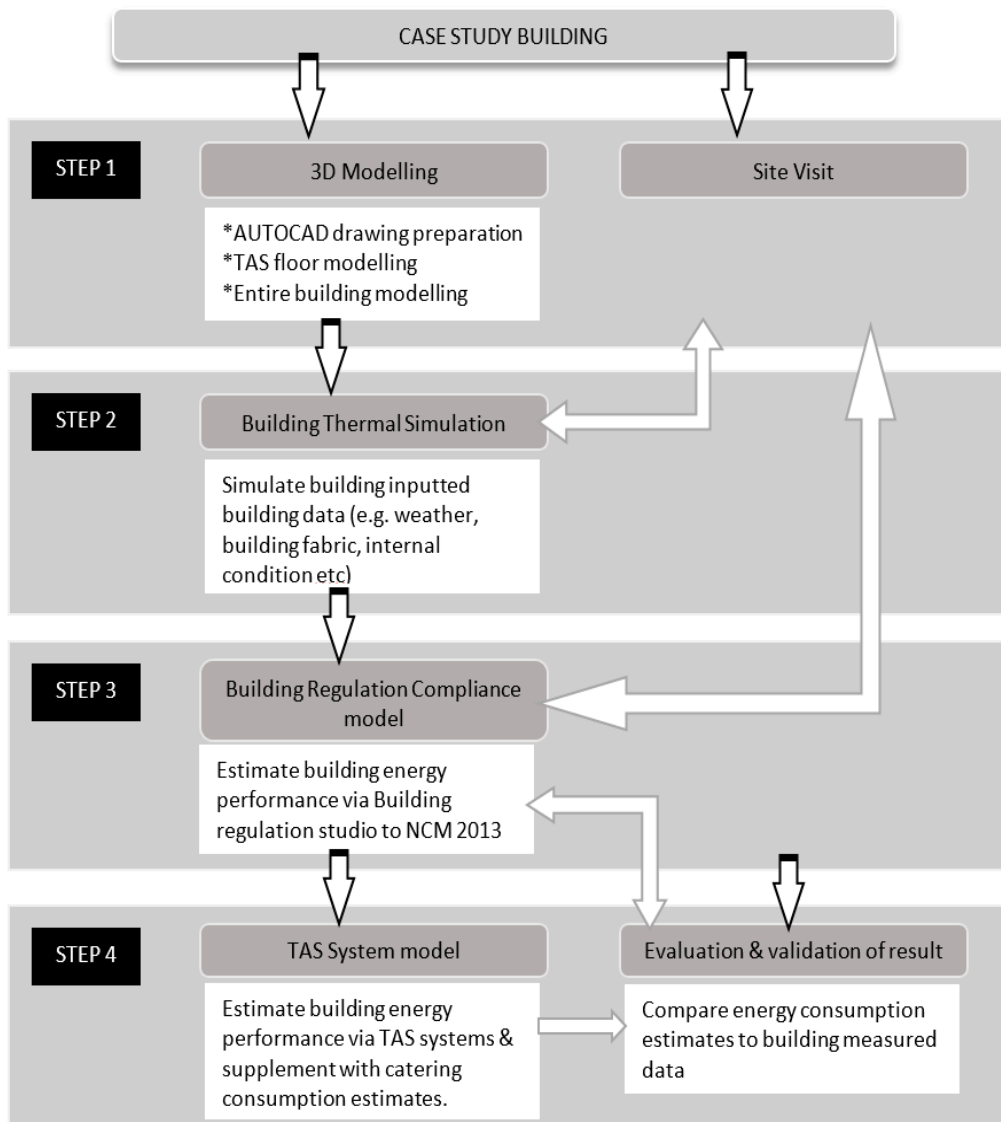 CASE STUDY BUILDING
STEP 1
3D Modelling
Site Visit
*AUTOCAD drawing preparation
*TAS floor modelling
*Entire building modelling
STEP 2
Building Thermal Simulation
Simulate building inputted
building data (e.g. weather,
building fabric, internal
condition etc)
STEP 3
Building Regulation Compliance
model
Estimate building energy
performance via Building
regulation studio to NCM 2013
STEP 4
TAS System model
Evaluation & validation of result
Estimate building energy
performance via TAS systems &
supplement with catering
consumption estimates.
Compare energy consumption
estimates to building measured
data